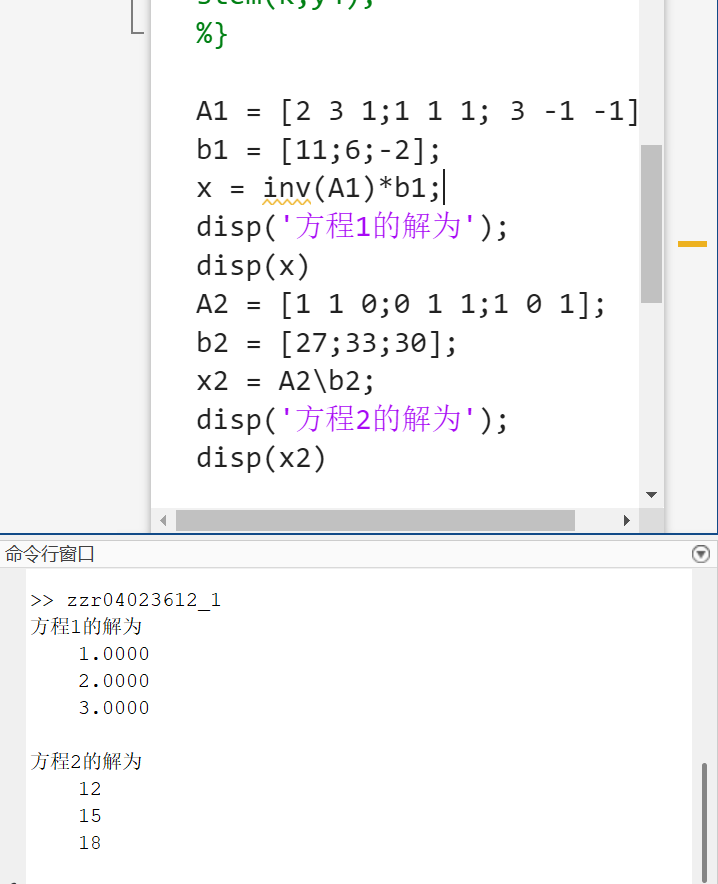 %}
A1 = [2 3 1;1 1 1; 3 -1 -1]
b1 = [11;6;-2];
x = inv(A1)*b1;
disp('方程1的解为');
disp(x)
A2 = [1 1 0;0 1 1;1 0 1];
b2 = [27;33;30];
x2 = A2\b2;
disp('方程2的解为');
disp(x2)
命令行窗口
>> zzr04023612_1
方程1的解为
1.0000
2.0000
3.0000
方程2的解为
12
15
18